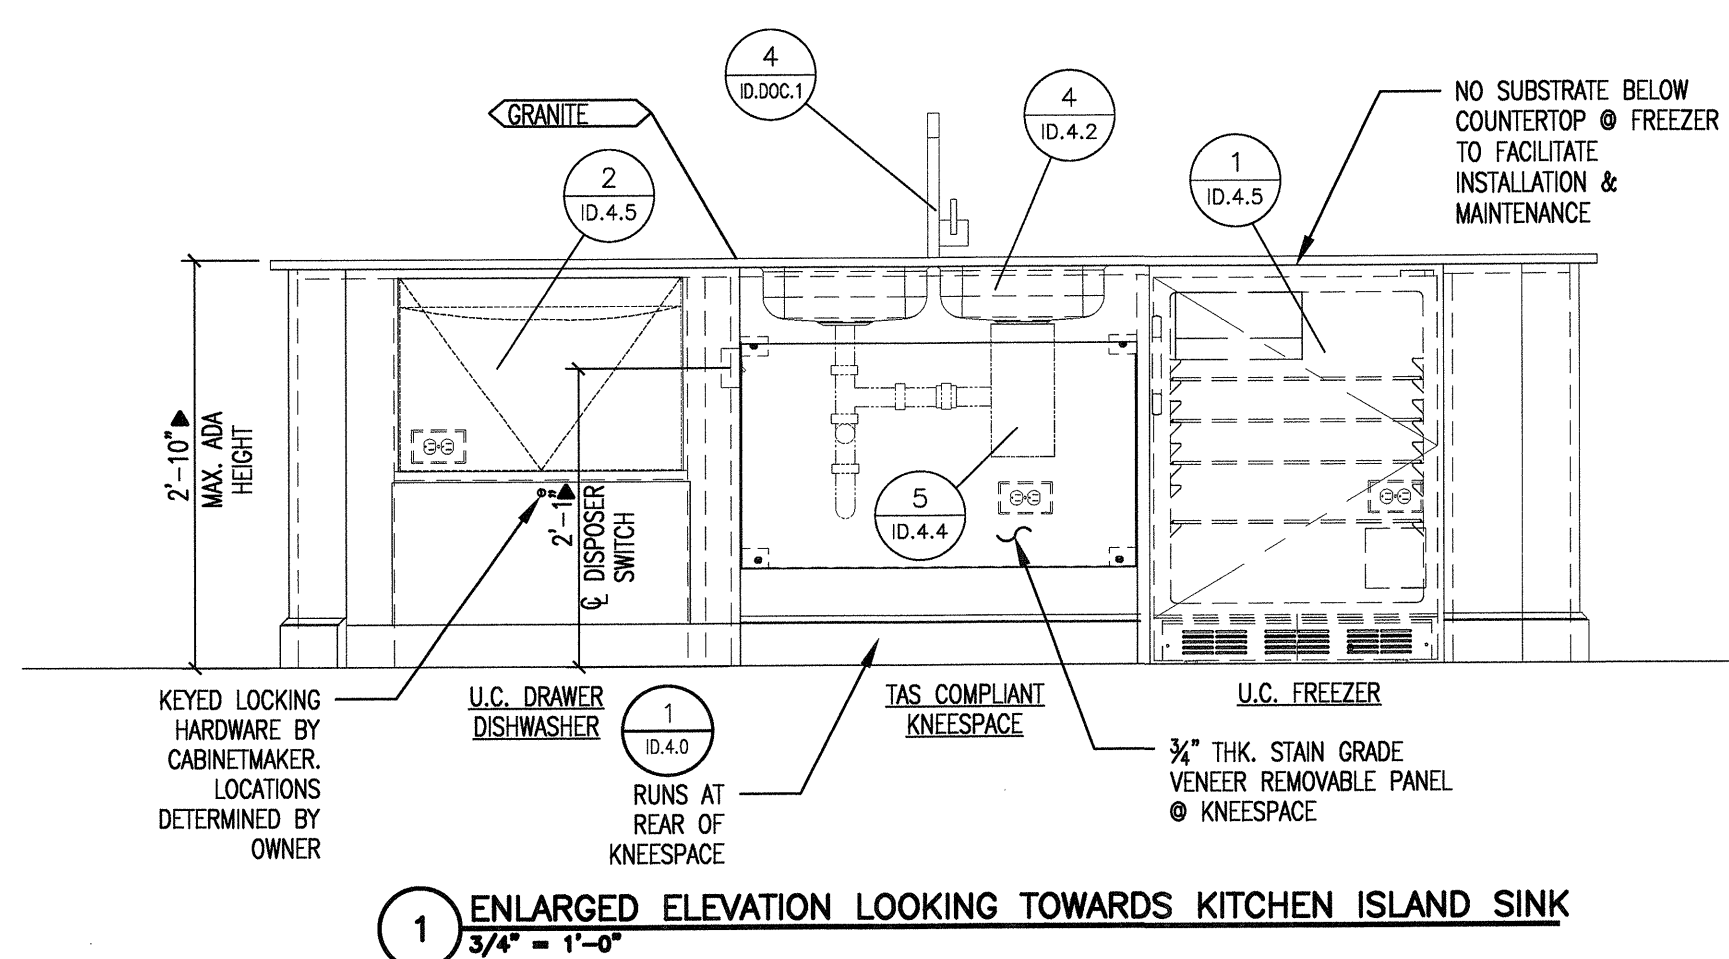 4
ID.DOC.1
4
ID.4.2
NO SUBSTRATE BELOW
COUNTERTOP @ FREEZER
TO FACILITATE
INSTALLATION &
MAINTENANCE
GRANITE
2
ID.4.5
1
ID.4.5
2'-10"
MAX. ADA
HEIGHT
2'-1"
℄ DISPOSER
SWITCH
5
ID.4.4
KEYED LOCKING
HARDWARE BY
CABINETMAKER.
LOCATIONS
DETERMINED BY
OWNER
U.C. DRAWER
DISHWASHER
1
ID.4.0
RUNS AT
REAR OF
KNEESPACE
TAS COMPLIANT
KNEESPACE
U.C. FREEZER
3/4" THK. STAIN GRADE
VENEER REMOVABLE PANEL
@ KNEESPACE
1
ENLARGED ELEVATION LOOKING TOWARDS KITCHEN ISLAND SINK
3/4" = 1'-0"